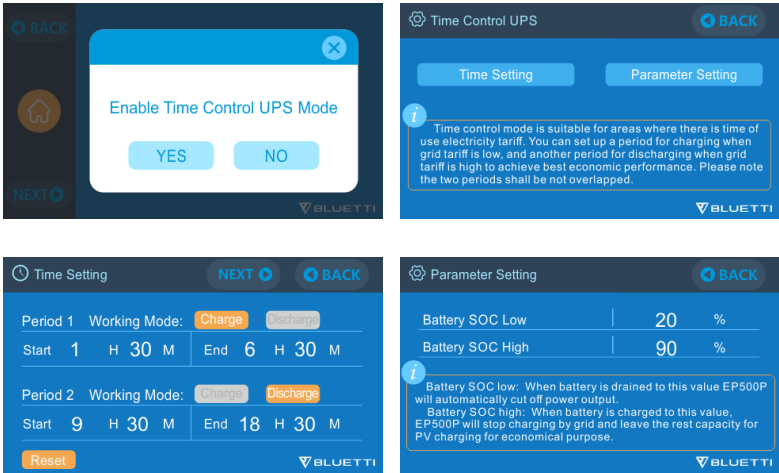 BACK
Enable Time Control UPS Mode
YES NO
NEXT
BLUETTI
Time Control UPS BACK
Time Setting Parameter Setting
i
Time control mode is suitable for areas where there is time of
use electricity tariff. You can set up a period for charging when
grid tariff is low, and another period for discharging when grid
tariff is high to achieve best economic performance. Please note
the two periods shall be not overlapped.
BLUETTI
Time Setting NEXT BACK
Period 1 Working Mode: Charge Discharge
Start 1 H 30 M End 6 H 30 M
Period 2 Working Mode: Charge Discharge
Start 9 H 30 M End 18 H 30 M
Reset
BLUETTI
Parameter Setting BACK
Battery SOC Low 20 %
Battery SOC High 90 %
i
Battery SOC low: When battery is drained to this value EP500P
will automatically cut off power output.
Battery SOC high: When battery is charged to this value,
EP500P will stop charging by grid and leave the rest capacity for
PV charging for economical purpose.
BLUETTI